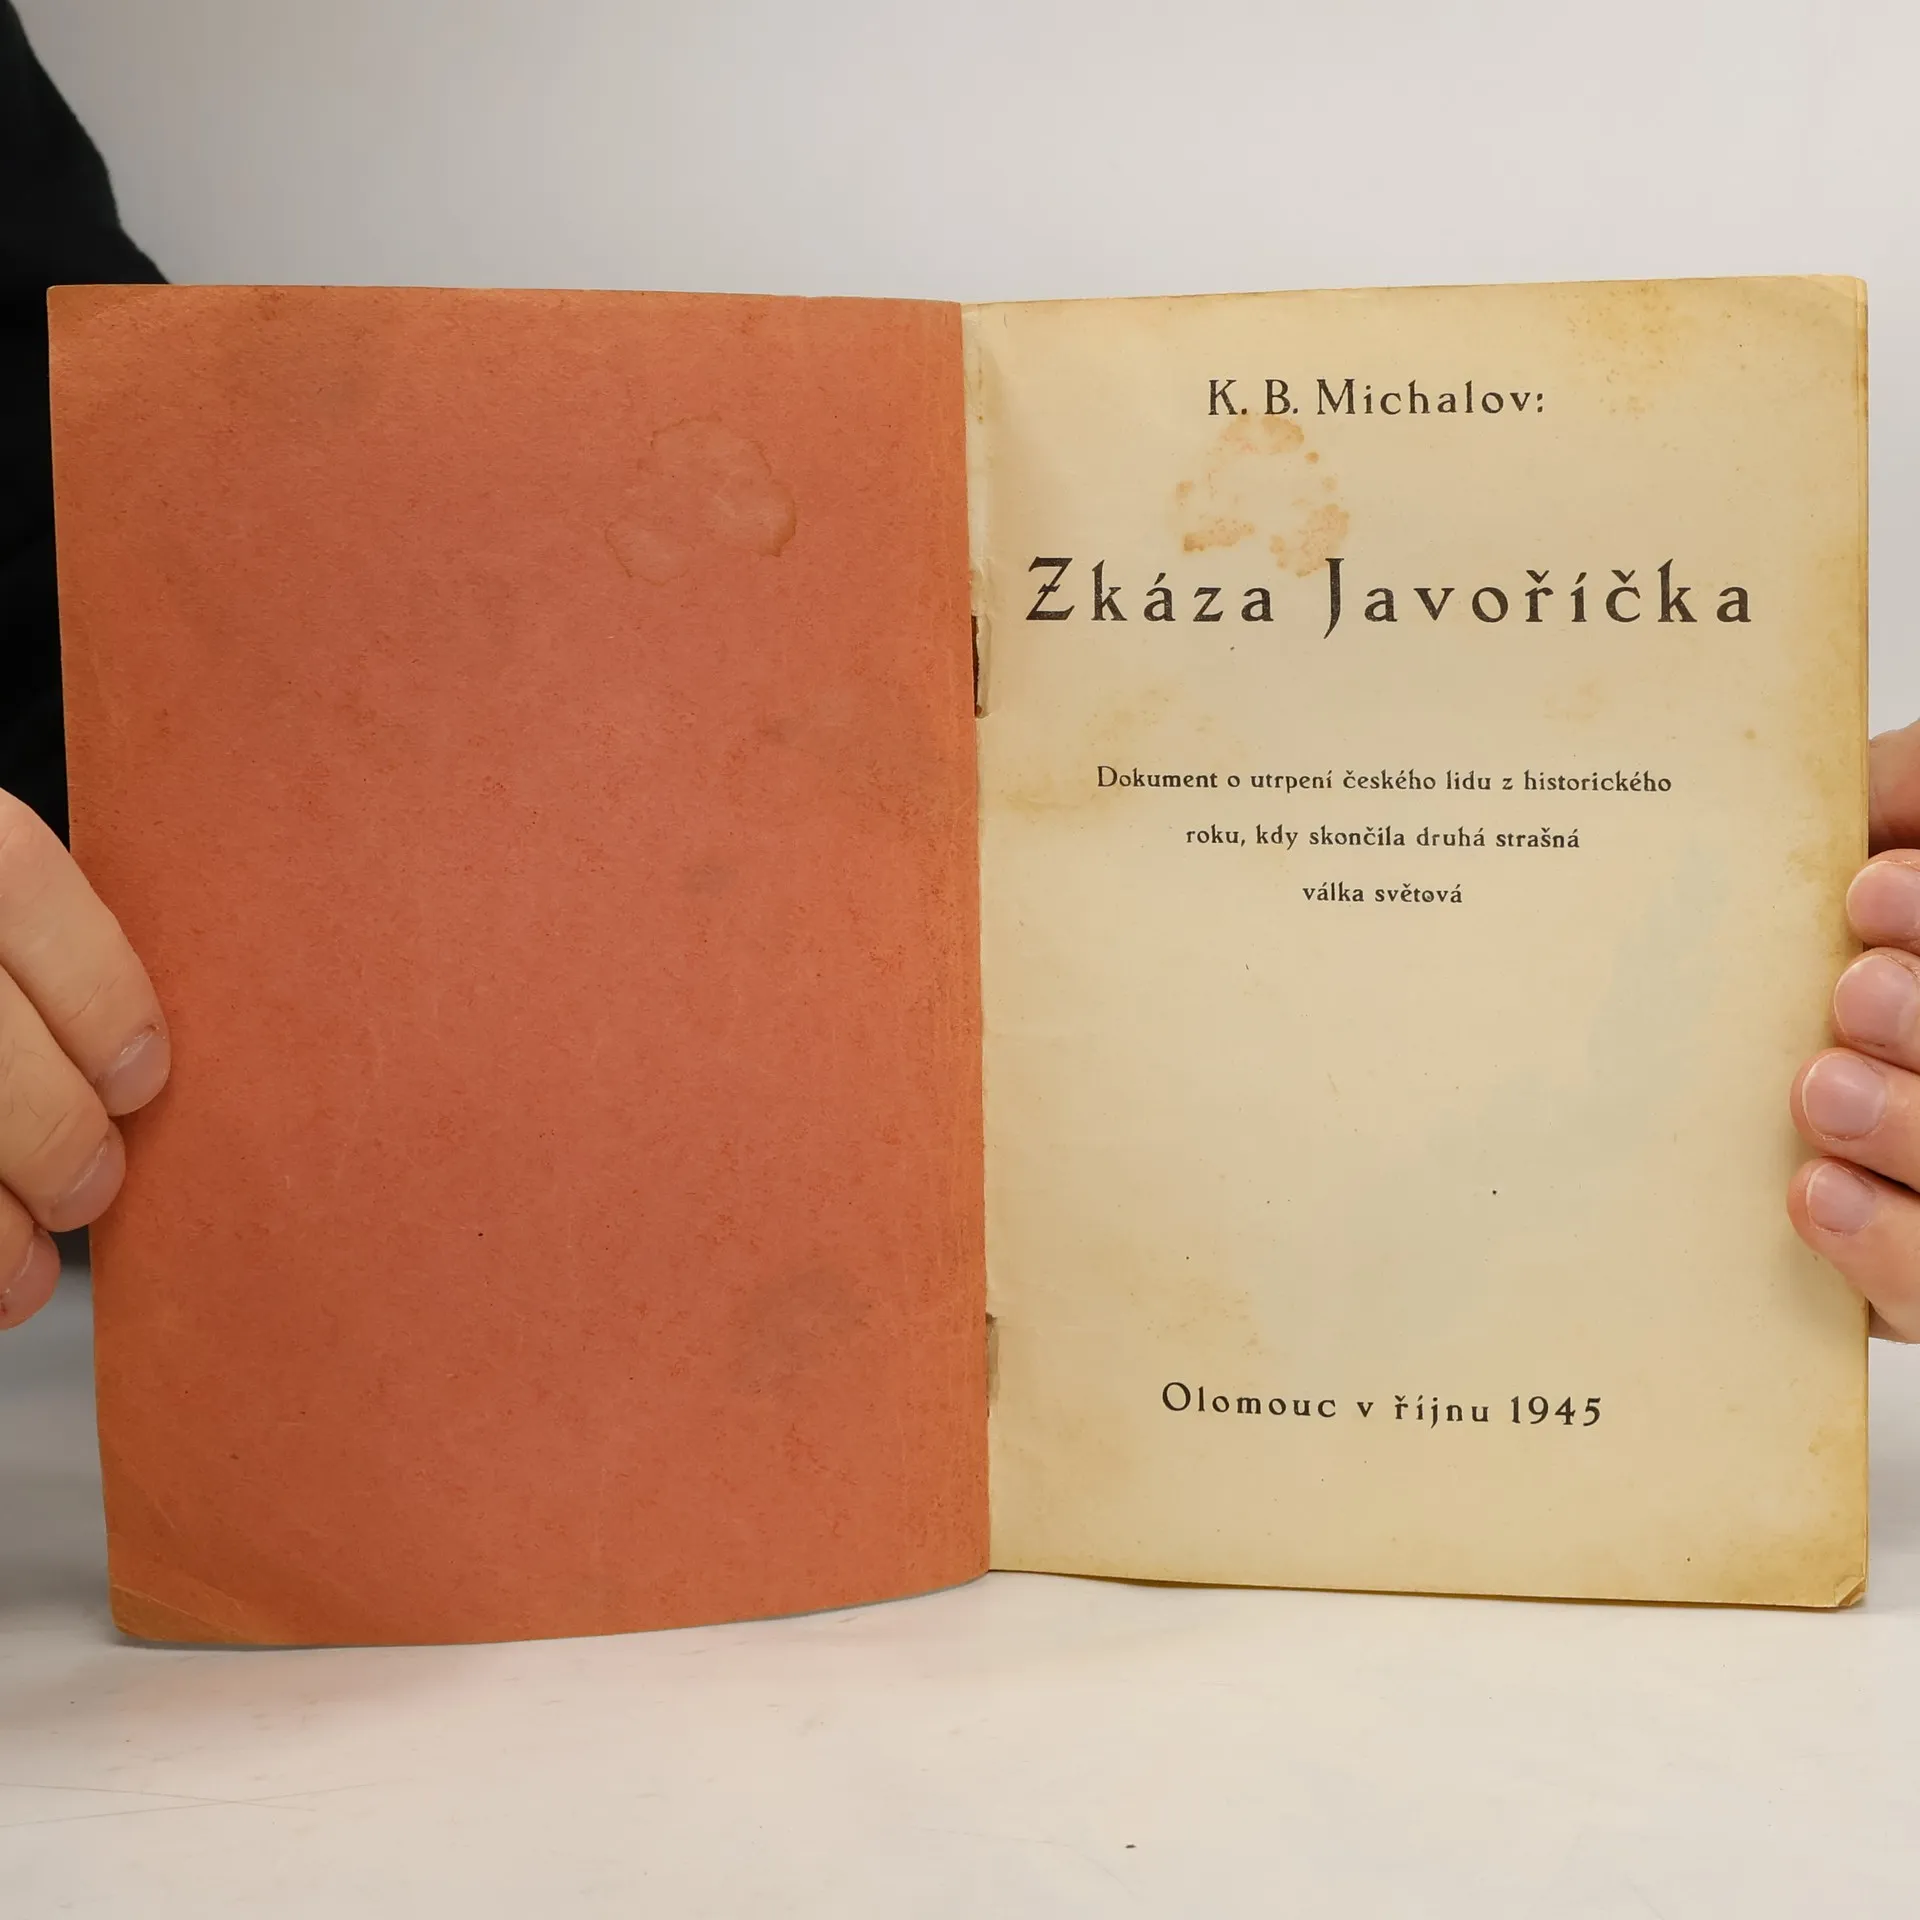 K. B. Michalov:
Zkáza Javoříčka
Dokument o utrpení českého lidu z historického
roku, kdy skončila druhá strašná
válka světová
Olomouc v říjnu 1945